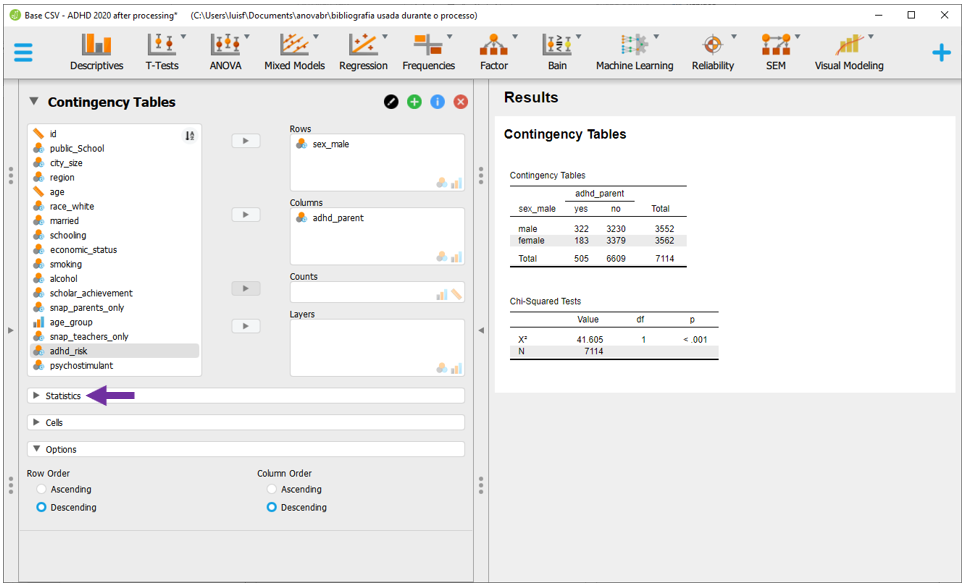 Base CSV - ADHD 2020 after processing* (C:\Users\luisf\Documents\anovabr\bibliografia usada durante o processo)
Descriptives T-Tests ANOVA Mixed Models Regression Frequencies Factor Bain Machine Learning Reliability SEM Visual Modeling
Contingency Tables
id
public_School
city_size
region
age
race_white
married
schooling
economic_status
smoking
alcohol
scholar_achievement
snap_parents_only
age_group
snap_teachers_only
adhd_risk
psychostimulant
Rows
sex_male
Columns
adhd_parent
Counts
Layers
Statistics
Cells
Options
Row Order Column Order
Ascending Ascending
Descending Descending
Results
Contingency Tables
Contingency Tables
adhd_parent
sex_male yes no Total
male 322 3230 3552
female 183 3379 3562
Total 505 6609 7114
Chi-Squared Tests
Value df p
X² 41.605 1 < .001
N 7114